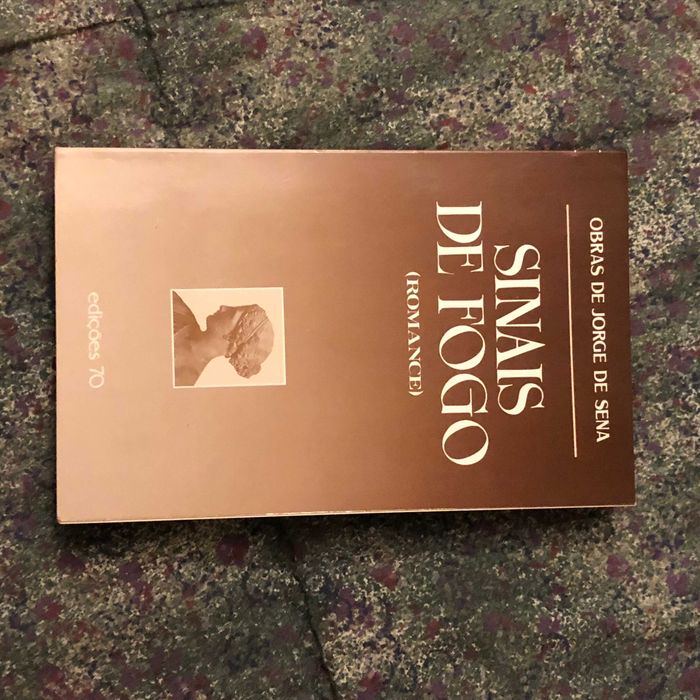 OBRAS DE JORGE DE SENA
SINAIS
DE FOGO
(ROMANCE)
edições 70